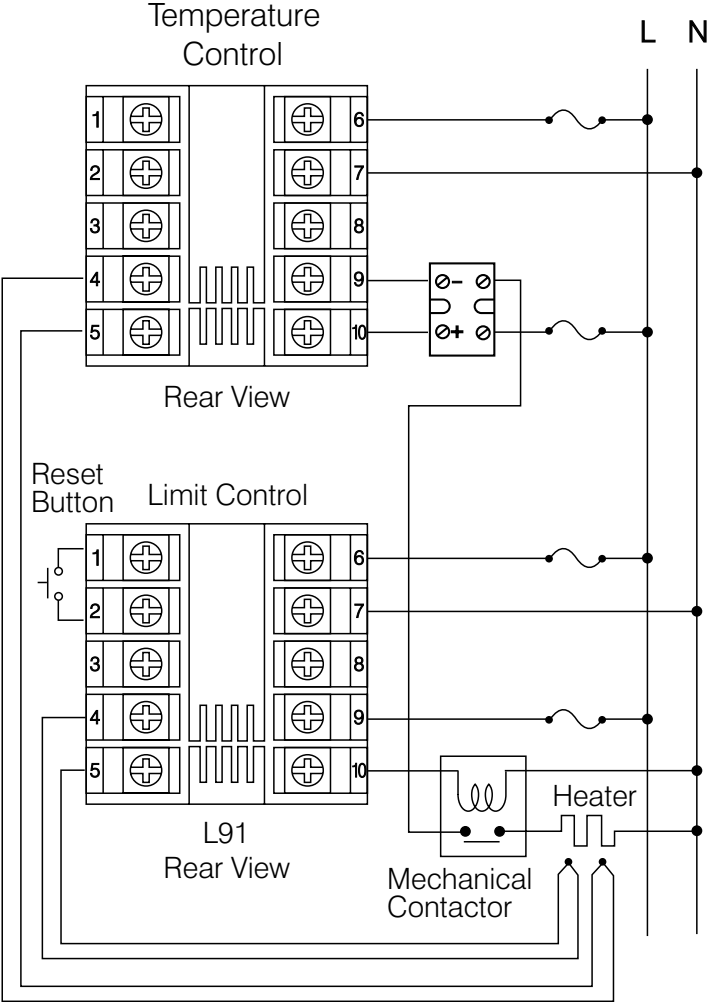 Temperature
Control
L N
1 6
2 7
3 8
4 9 -
5 10 +
Rear View
Reset
Button
Limit Control
1 6
2 7
3 8
4 9
5 10
L91
Rear View
Heater
Mechanical
Contactor